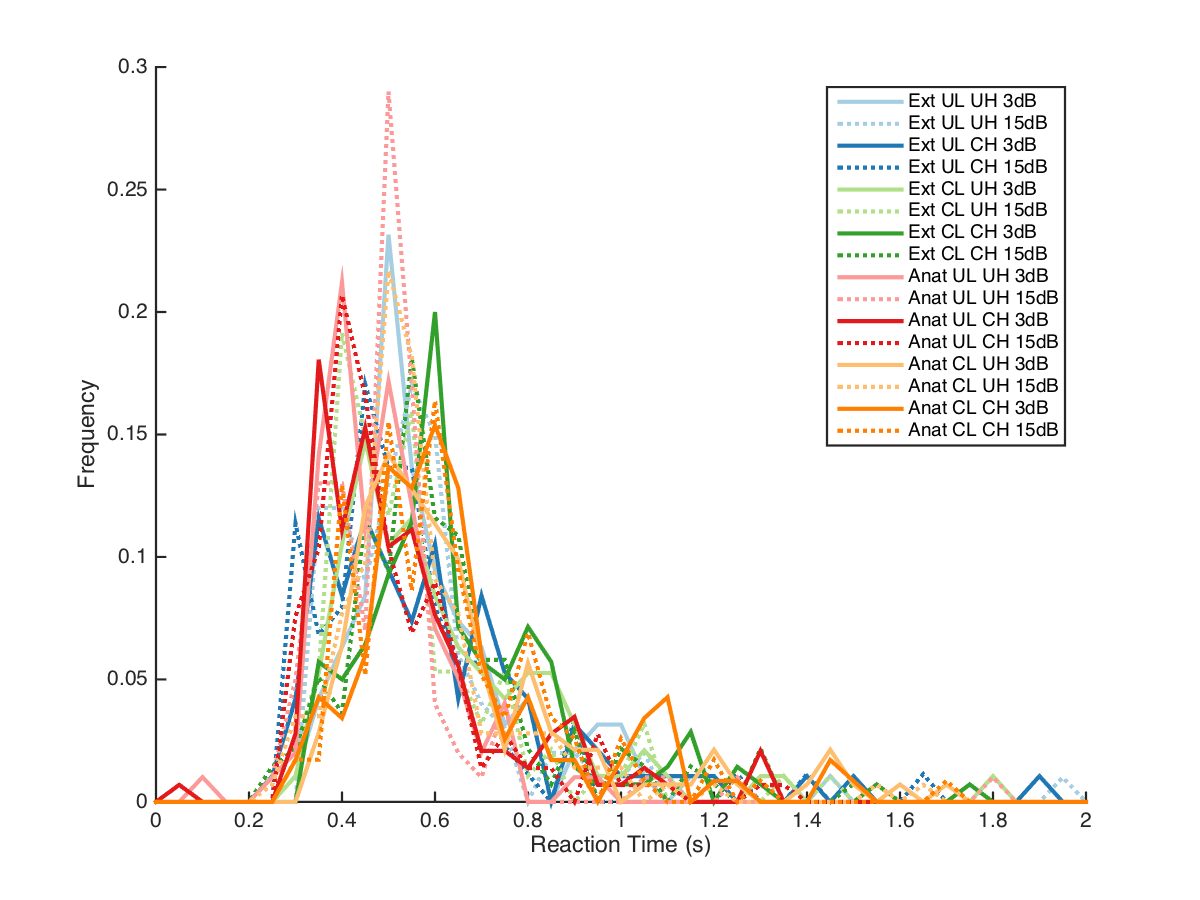 0.3
0.25
0.2
0.15
0.1
0.05
0
Frequency
0 0.2 0.4 0.6 0.8 1 1.2 1.4 1.6 1.8 2
Reaction Time (s)
Ext UL UH 3dB
Ext UL UH 15dB
Ext UL CH 3dB
Ext UL CH 15dB
Ext CL UH 3dB
Ext CL UH 15dB
Ext CL CH 3dB
Ext CL CH 15dB
Anat UL UH 3dB
Anat UL UH 15dB
Anat UL CH 3dB
Anat UL CH 15dB
Anat CL UH 3dB
Anat CL UH 15dB
Anat CL CH 3dB
Anat CL CH 15dB